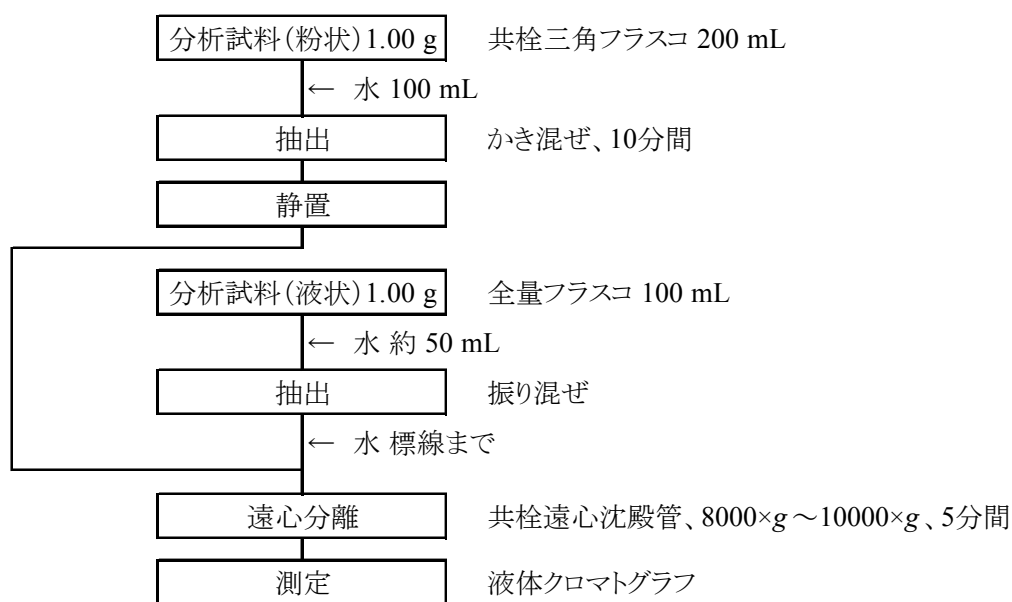 分析試料（粉状）1.00 g 共栓三角フラスコ 200 mL
← 水 100 mL
抽出 かき混ぜ、10分間
静置
分析試料（液状）1.00 g 全量フラスコ 100 mL
← 水 約 50 mL
抽出 振り混ぜ
← 水 標線まで
遠心分離 共栓遠心沈殿管、8000×g～10000×g、5分間
測定 液体クロマトグラフ